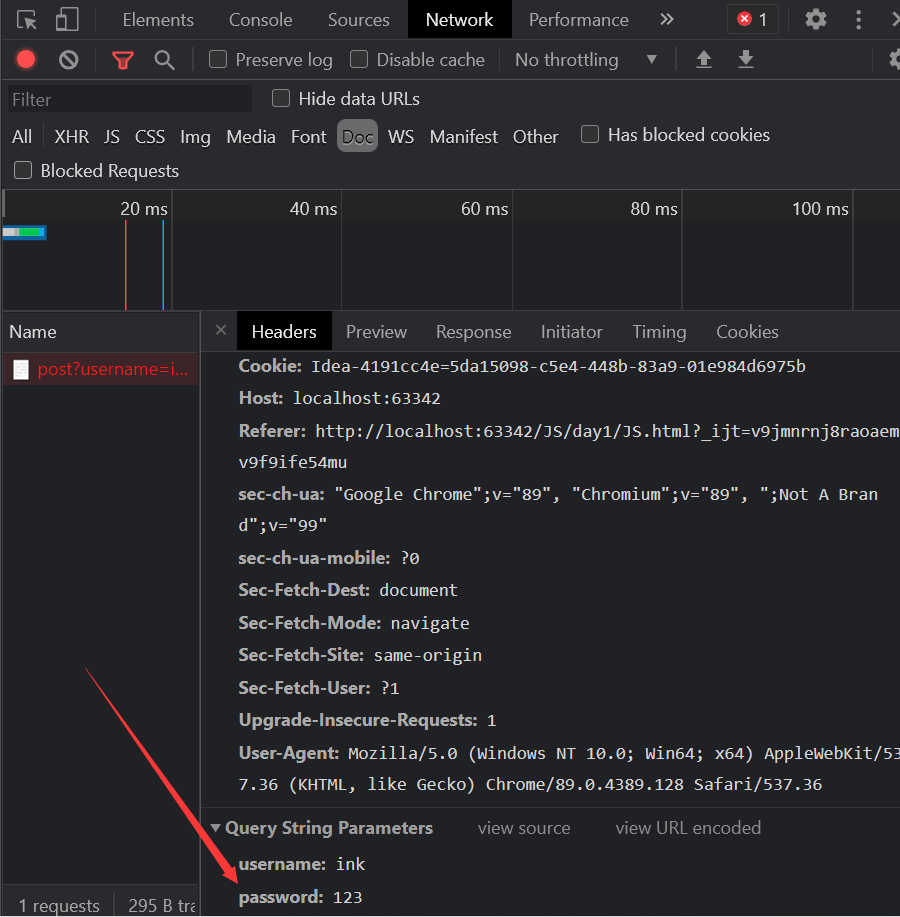 Elements Console Sources Network Performance » 1
Preserve log Disable cache No throttling ▼
Filter Hide data URLs
All XHR JS CSS Img Media Font Doc WS Manifest Other Has blocked cookies
Blocked Requests
20 ms 40 ms 60 ms 80 ms 100 ms
Name × Headers Preview Response Initiator Timing Cookies
post?username=i...
Cookie: Idea-4191cc4e=5da15098-c5e4-448b-83a9-01e984d6975b
Host: localhost:63342
Referer: http://localhost:63342/JS/day1/JS.html?_ijt=v9jmnrnj8raoaem
v9f9ife54mu
sec-ch-ua: "Google Chrome";v="89", "Chromium";v="89", ";Not A Bran
d";v="99"
sec-ch-ua-mobile: ?0
Sec-Fetch-Dest: document
Sec-Fetch-Mode: navigate
Sec-Fetch-Site: same-origin
Sec-Fetch-User: ?1
Upgrade-Insecure-Requests: 1
User-Agent: Mozilla/5.0 (Windows NT 10.0; Win64; x64) AppleWebKit/53
7.36 (KHTML, like Gecko) Chrome/89.0.4389.128 Safari/537.36
▼ Query String Parameters view source view URL encoded
username: ink
password: 123
1 requests 295 B tra